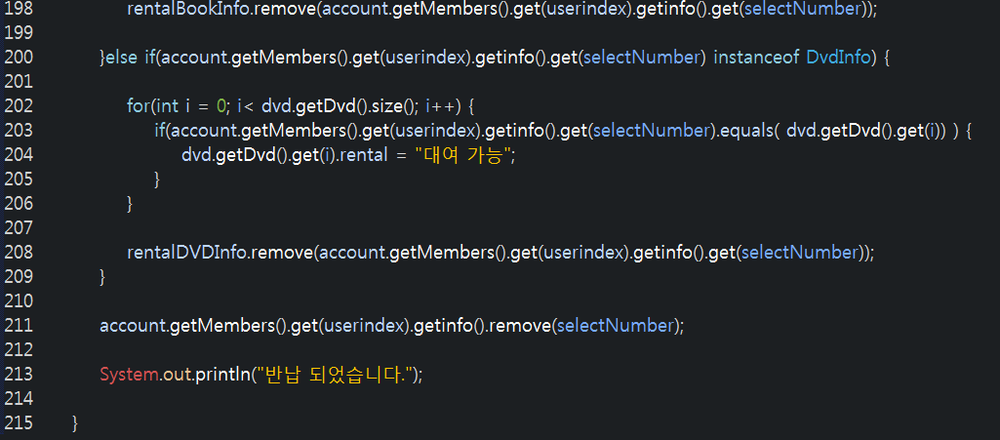 198 rentalBookInfo.remove(account.getMembers().get(userindex).getinfo().get(selectNumber));
199
200 }else if(account.getMembers().get(userindex).getinfo().get(selectNumber) instanceof DvdInfo) {
201
202 for(int i = 0; i< dvd.getDvd().size(); i++) {
203 if(account.getMembers().get(userindex).getinfo().get(selectNumber).equals( dvd.getDvd().get(i)) ) {
204 dvd.getDvd().get(i).rental = "대여 가능";
205 }
206 }
207
208 rentalDVDInfo.remove(account.getMembers().get(userindex).getinfo().get(selectNumber));
209 }
210
211 account.getMembers().get(userindex).getinfo().remove(selectNumber);
212
213 System.out.println("반납 되었습니다.");
214
215 }